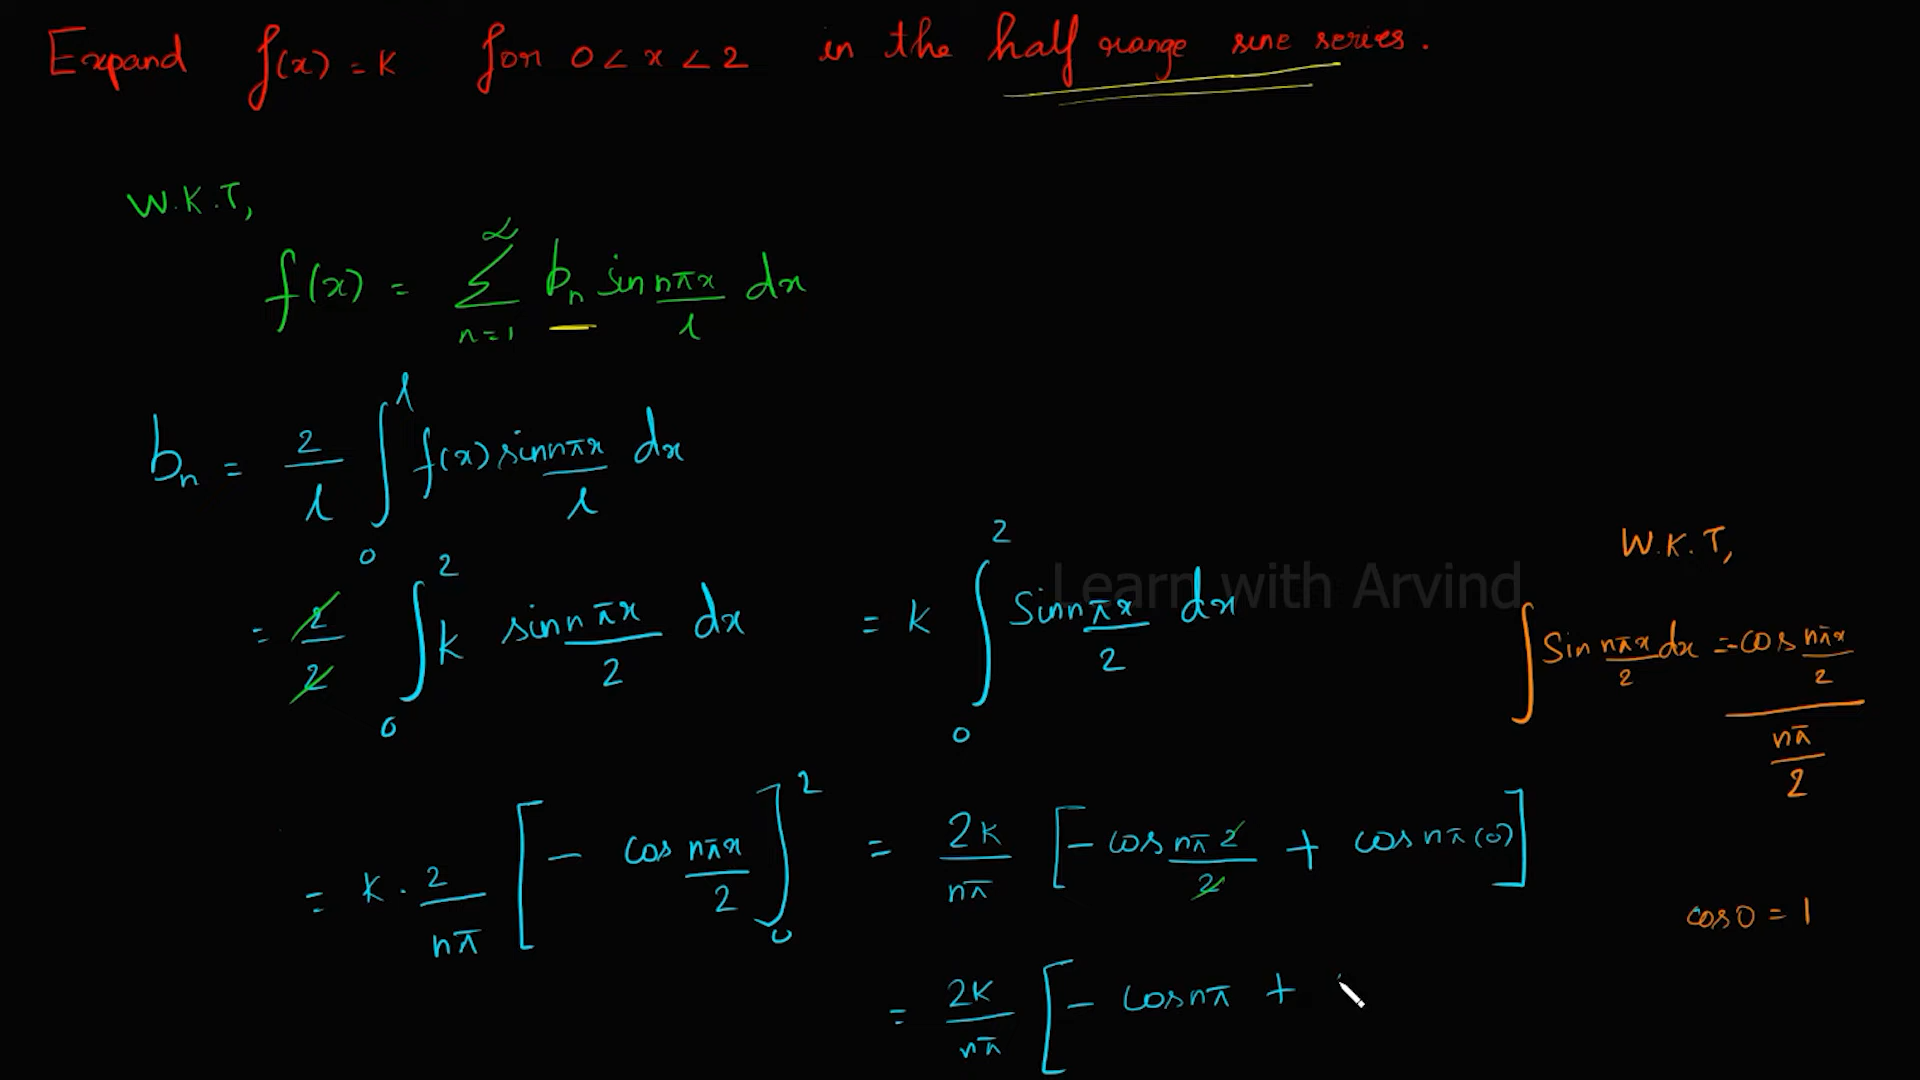 Expand f(x) = K for 0 < x < 2 in the half range sine series.
W.K.T,
f(x) = ∑_{n=1}^{∞} b_n sin nπx/l dx
b_n = 2/l ∫_0^l f(x) sin nπx/l dx
= 2/2 ∫_0^2 k sin nπx/2 dx = k ∫_0^2 Sin nπx/2 dx
Learn with Arvind
W.K.T,
∫ Sin nπx/2 dx = -cos nπx/2 / nπ/2
= k · 2/nπ [ - cos nπx/2 ]_0^2 = 2k/nπ [ - cos nπ2/2 + cos nπ(0) ]
cos 0 = 1
= 2k/nπ [ - cos nπ +